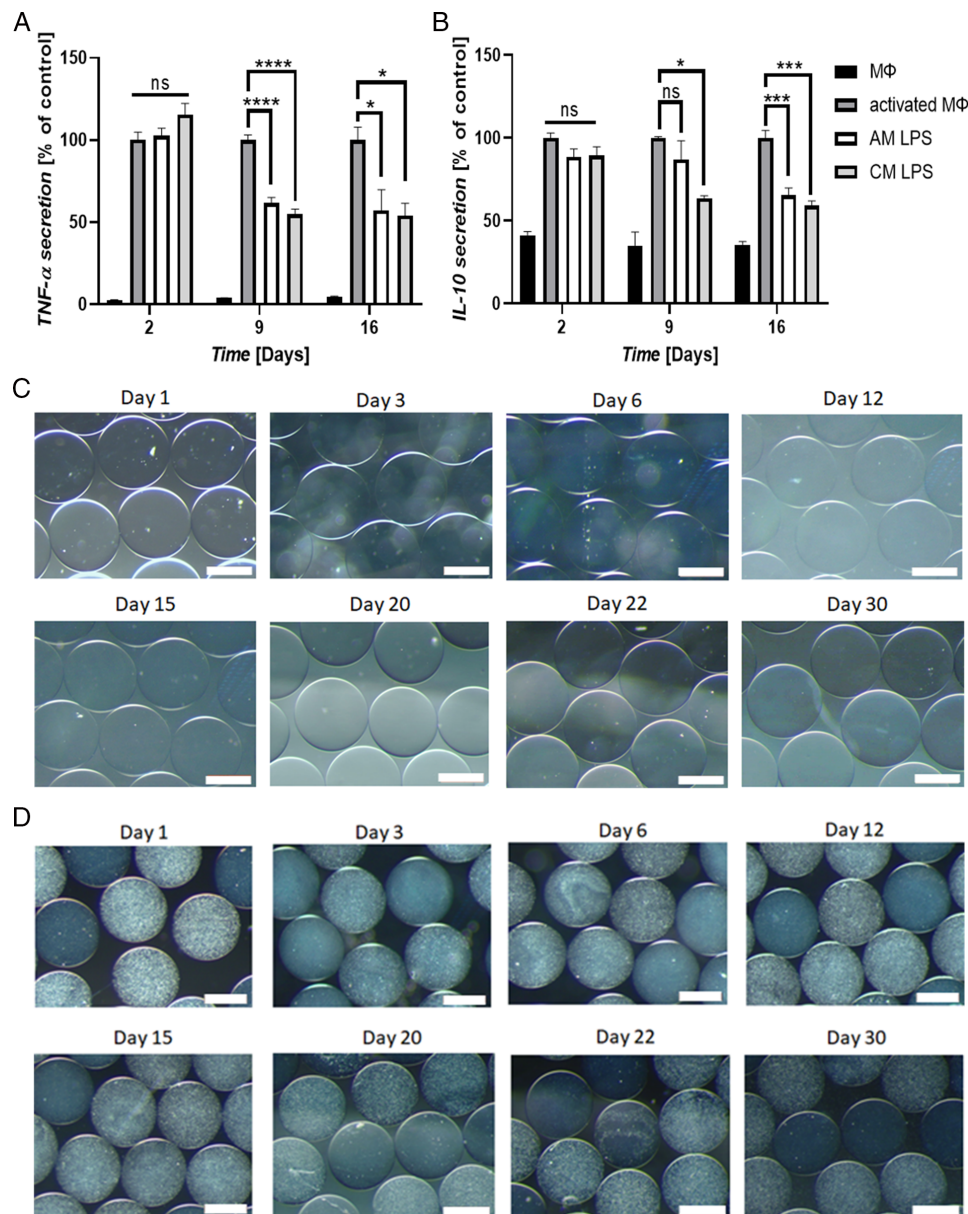 A
TNF-α secretion [% of control]
150
100
50
0
ns
****
****
*
*
2
9
16
Time [Days]
B
IL-10 secretion [% of control]
150
100
50
0
ns
*
ns
***
***
2
9
16
Time [Days]
MΦ
activated MΦ
AM LPS
CM LPS
C
Day 1
Day 3
Day 6
Day 12
Day 15
Day 20
Day 22
Day 30
D
Day 1
Day 3
Day 6
Day 12
Day 15
Day 20
Day 22
Day 30